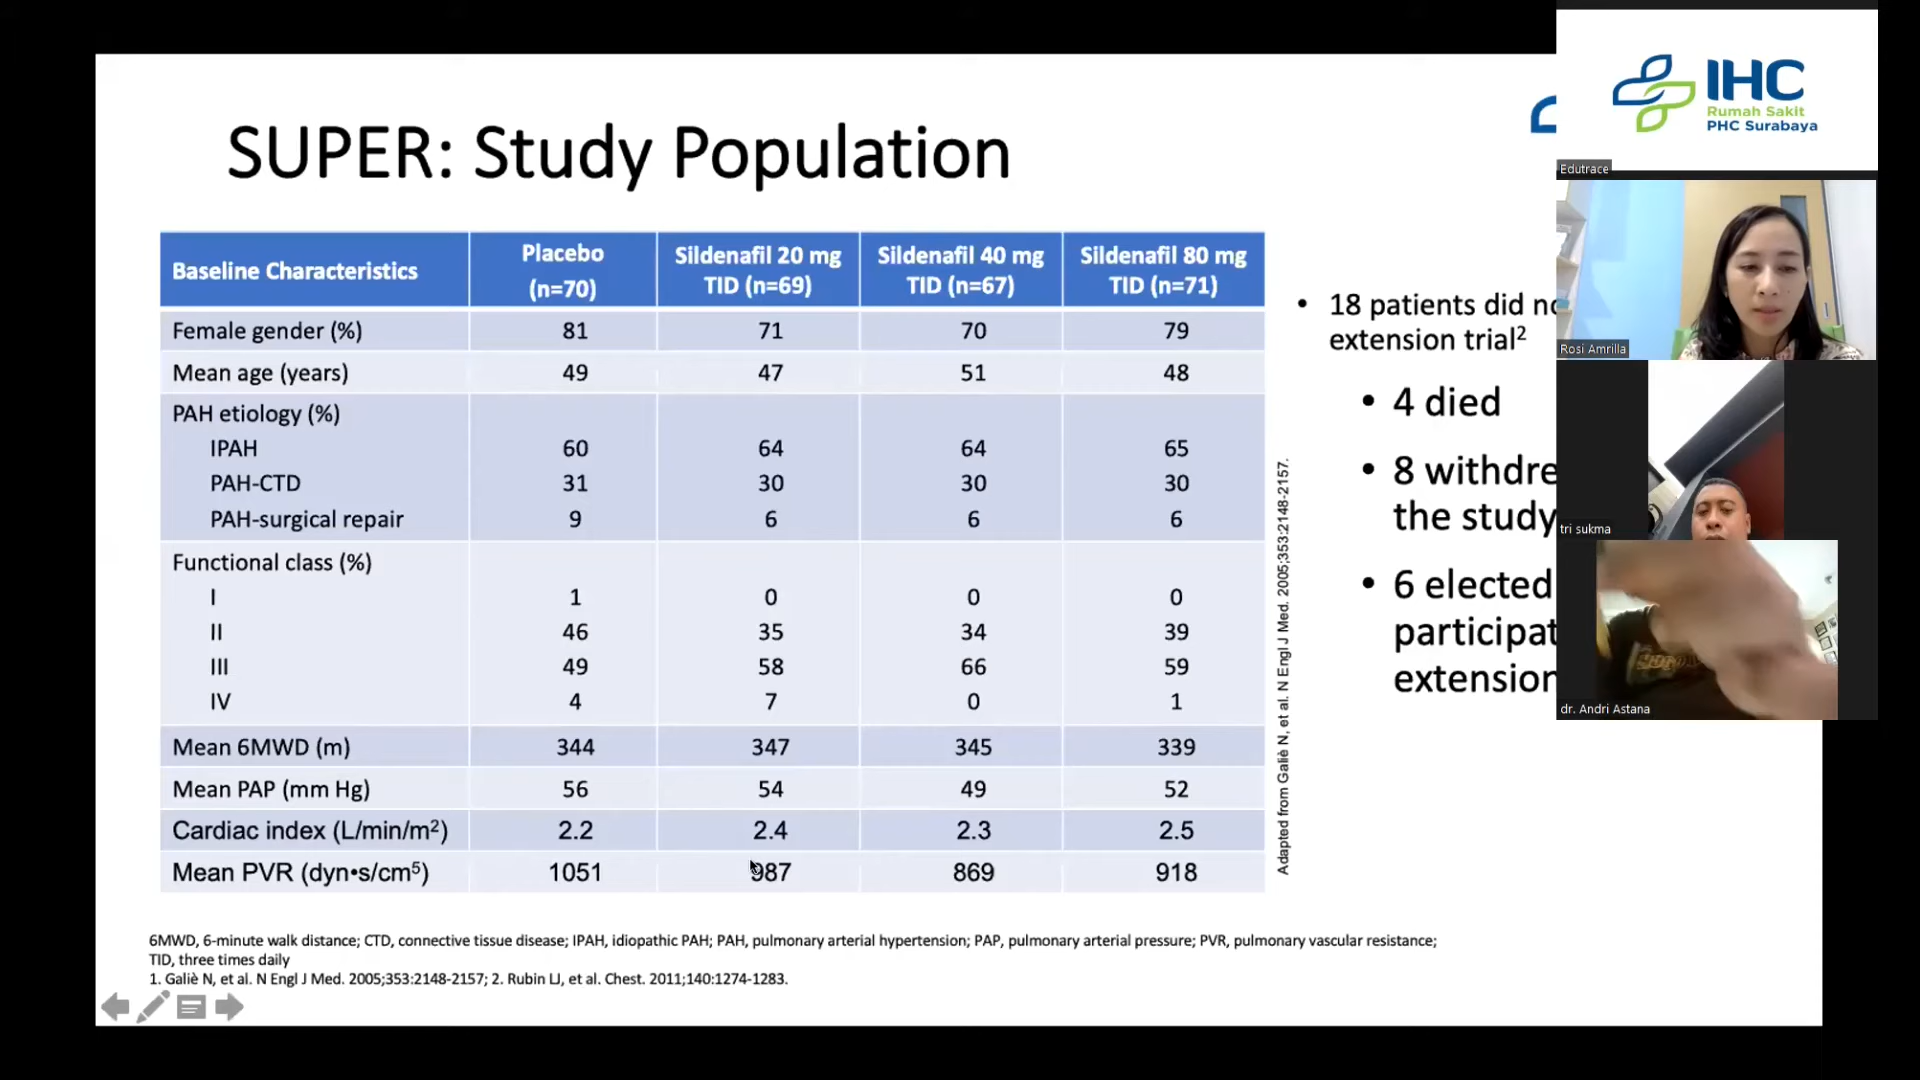 SUPER: Study Population
Baseline Characteristics
Placebo
(n=70)
Sildenafil 20 mg
TID (n=69)
Sildenafil 40 mg
TID (n=67)
Sildenafil 80 mg
TID (n=71)
Female gender (%) 81 71 70 79
Mean age (years) 49 47 51 48
PAH etiology (%)
IPAH 60 64 64 65
PAH-CTD 31 30 30 30
PAH-surgical repair 9 6 6 6
Functional class (%)
I 1 0 0 0
II 46 35 34 39
III 49 58 66 59
IV 4 7 0 1
Mean 6MWD (m) 344 347 345 339
Mean PAP (mm Hg) 56 54 49 52
Cardiac index (L/min/m²) 2.2 2.4 2.3 2.5
Mean PVR (dyn•s/cm⁵) 1051 987 869 918
Adapted from Galiè N, et al. N Engl J Med. 2005;353:2148-2157.
• 18 patients did
extension trial²
• 4 died
• 8
the study
• 6 elected
6MWD, 6-minute walk distance; CTD, connective tissue disease; IPAH, idiopathic PAH; PAH, pulmonary arterial hypertension; PAP, pulmonary arterial pressure; PVR, pulmonary vascular resistance;
TID, three times daily
1. Galiè N, et al. N Engl J Med. 2005;353:2148-2157; 2. Rubin LJ, et al. Chest. 2011;140:1274-1283.
IHC
Rumah Sakit
PHC Surabaya
Edutrace
Rosi Amrilla
tri sukma
dr. Andri Astana